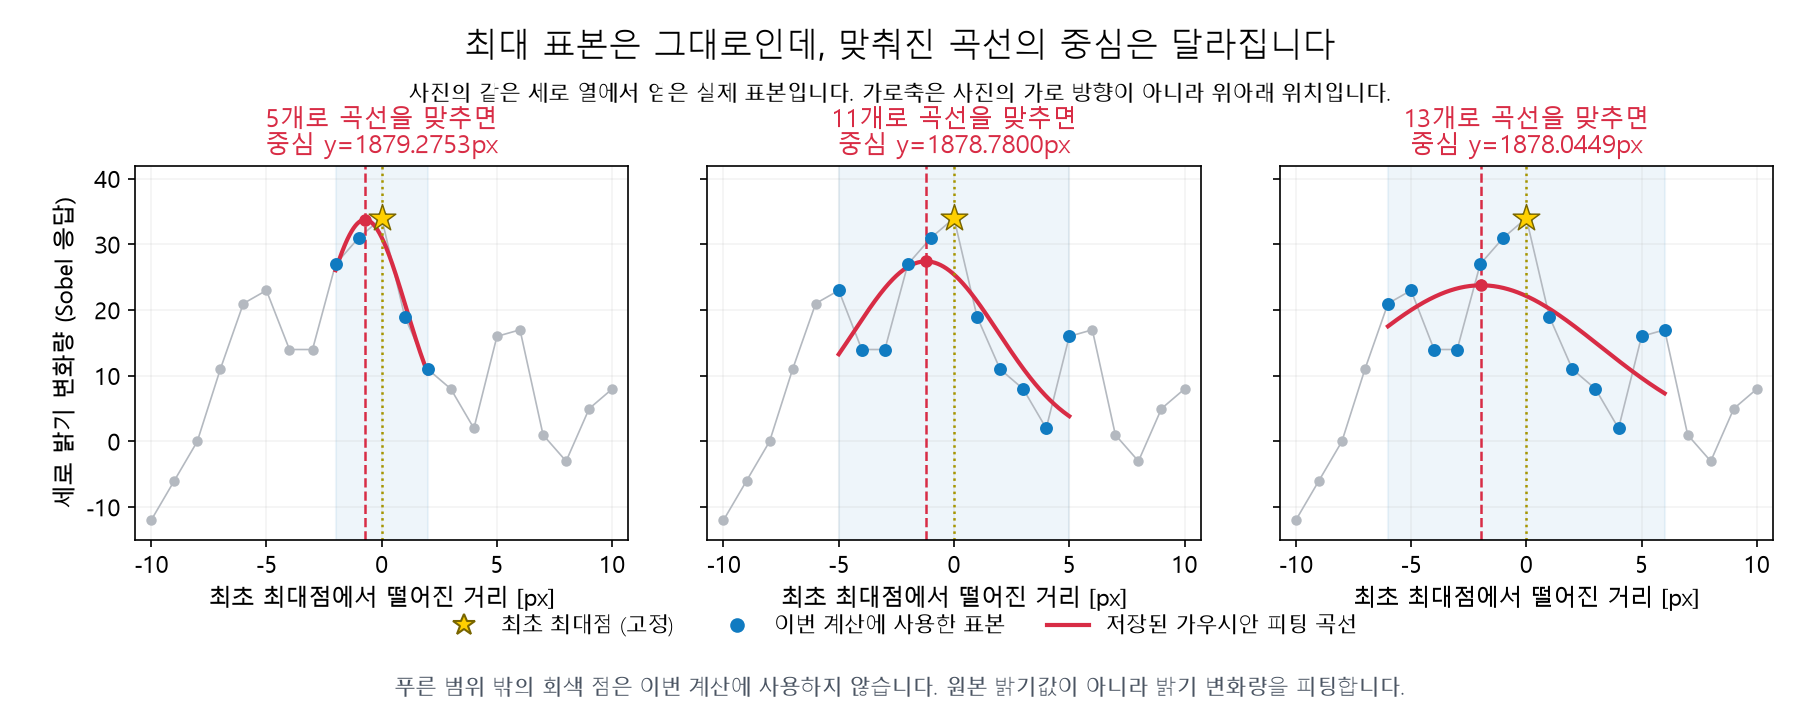 최대 표본은 그대로인데, 맞춰진 곡선의 중심은 달라집니다
사진의 같은 세로 열에서 얻은 실제 표본입니다. 가로축은 사진의 가로 방향이 아니라 위아래 위치입니다.
5개로 곡선을 맞추면
중심 y=1879.2753px
11개로 곡선을 맞추면
중심 y=1878.7800px
13개로 곡선을 맞추면
중심 y=1878.0449px
세로 밝기 변화량 (Sobel 응답)
40
30
20
10
0
-10
-10 -5 0 5 10
-10 -5 0 5 10
-10 -5 0 5 10
최초 최대점에서 떨어진 거리 [px]
최초 최대점에서 떨어진 거리 [px]
최초 최대점에서 떨어진 거리 [px]
최초 최대점 (고정)
이번 계산에 사용한 표본
저장된 가우시안 피팅 곡선
푸른 범위 밖의 회색 점은 이번 계산에 사용하지 않습니다. 원본 밝기값이 아니라 밝기 변화량을 피팅합니다.